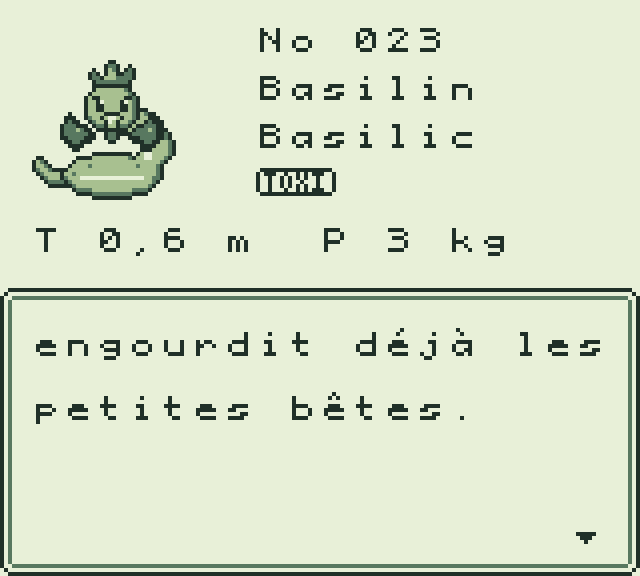 No 023
Basilin
Basilic
TOXI
T 0,6 m P 3 kg
engourdit déjà les
petites bêtes.